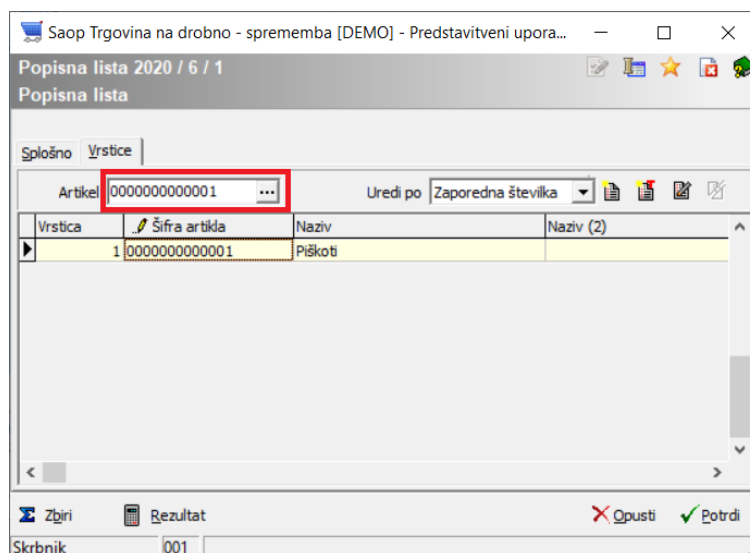 Saop Trgovina na drobno - sprememba [DEMO] - Predstavitveni upora...
Popisna lista 2020 / 6 / 1
Popisna lista
Splošno Vrstice
Artikel 0000000000001 ... Uredi po Zaporedna številka
Vrstica Šifra artikla Naziv Naziv (2)
1 0000000000001 Piškoti
Zbiri Rezultat Opusti Potrdi
Skrbnik 001